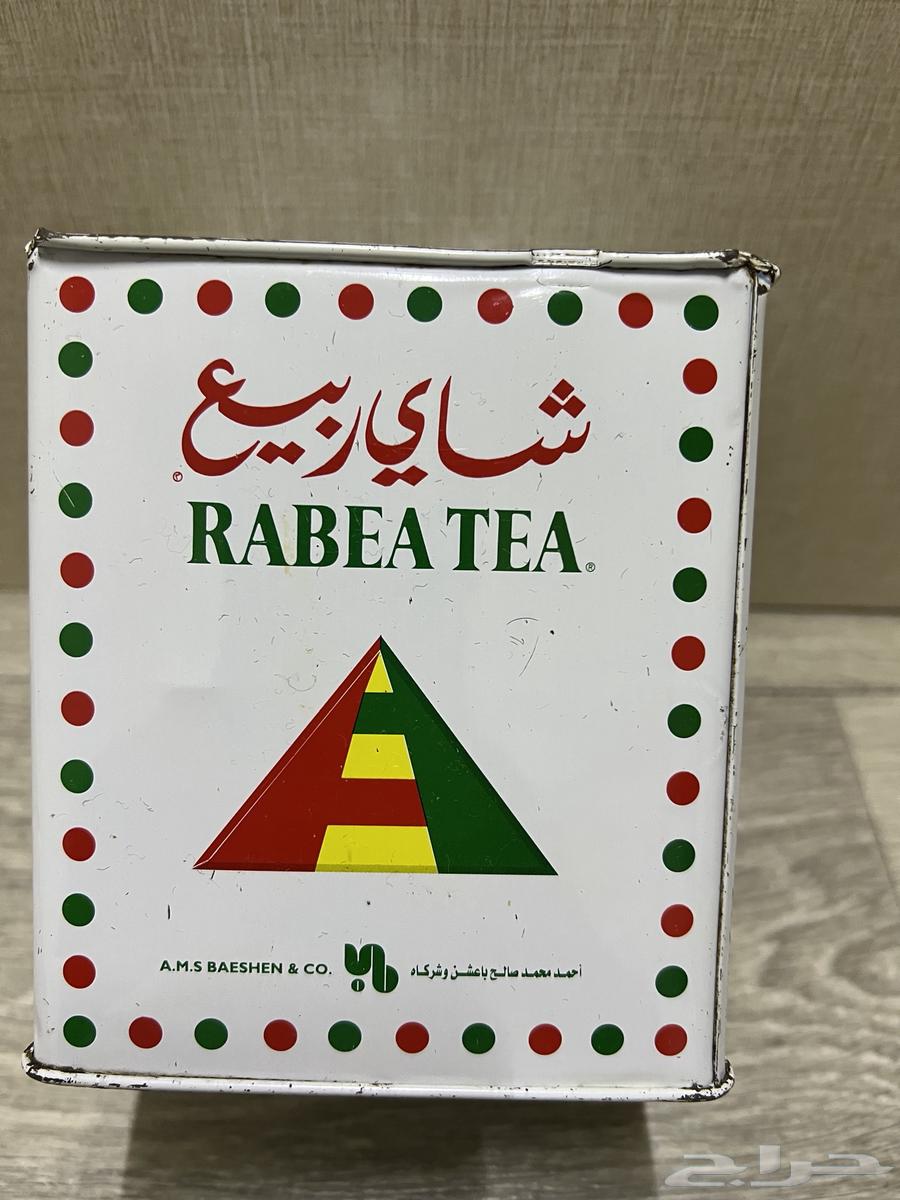 شاي ربيع
RABEA TEA®
A.M.S BAESHEN & CO. أحمد محمد صالح باعشن وشركاه
حراج